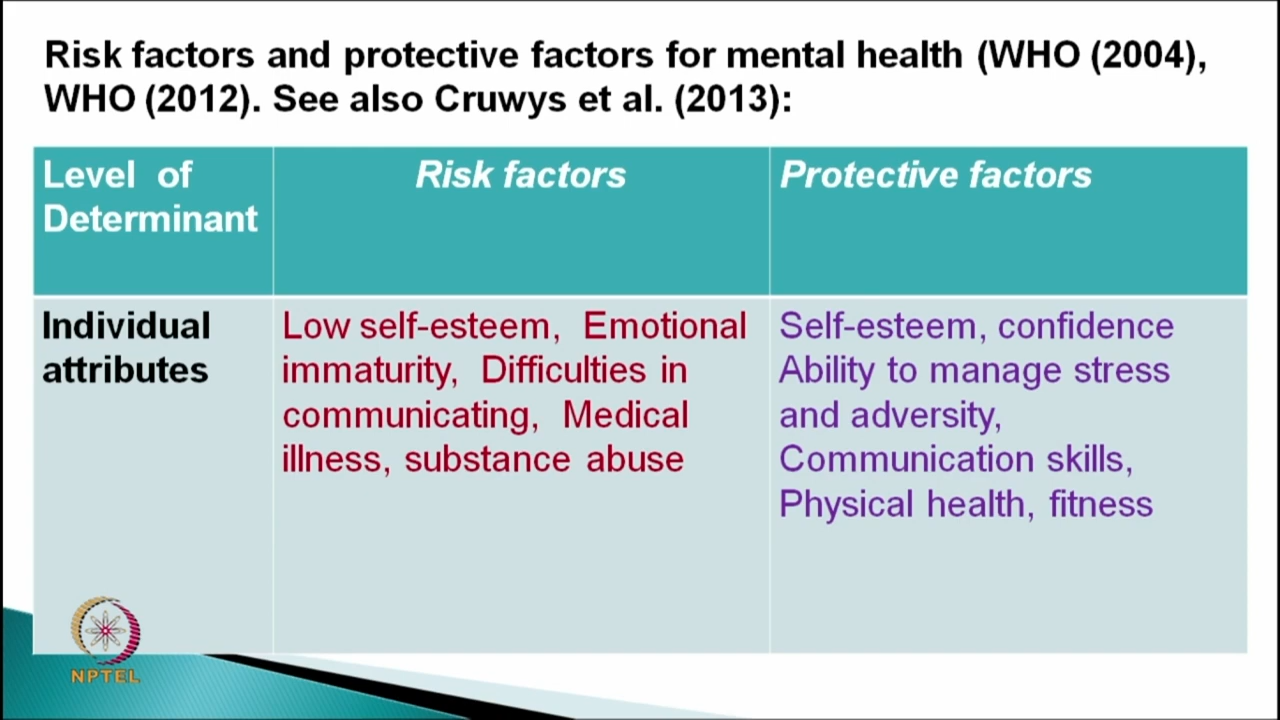 Risk factors and protective factors for mental health (WHO (2004),
WHO (2012). See also Cruwys et al. (2013):
Level of
Determinant
Risk factors
Protective factors
Individual
attributes
Low self-esteem, Emotional
immaturity, Difficulties in
communicating, Medical
illness, substance abuse
Self-esteem, confidence
Ability to manage stress
and adversity,
Communication skills,
Physical health, fitness
NPTEL